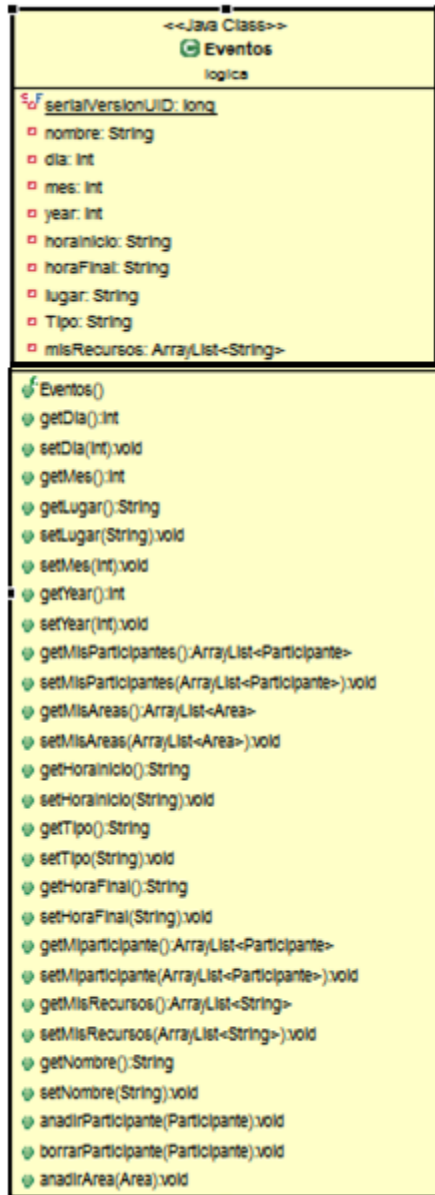 <<Java Class>>
Eventos
logica
serialVersionUID: long
nombre: String
dia: int
mes: int
year: int
horaInicio: String
horaFinal: String
lugar: String
Tipo: String
misRecursos: ArrayList<String>
Eventos()
getDia():int
setDia(int):void
getMes():int
getLugar():String
setLugar(String):void
setMes(int):void
getYear():int
setYear(int):void
getMisParticipantes():ArrayList<Participante>
setMisParticipantes(ArrayList<Participante>):void
getMisAreas():ArrayList<Area>
setMisAreas(ArrayList<Area>):void
getHoraInicio():String
setHoraInicio(String):void
getTipo():String
setTipo(String):void
getHoraFinal():String
setHoraFinal(String):void
getMiparticipante():ArrayList<Participante>
setMiparticipante(ArrayList<Participante>):void
getMisRecursos():ArrayList<String>
setMisRecursos(ArrayList<String>):void
getNombre():String
setNombre(String):void
anadirParticipante(Participante):void
borrarParticipante(Participante):void
anadirArea(Area):void